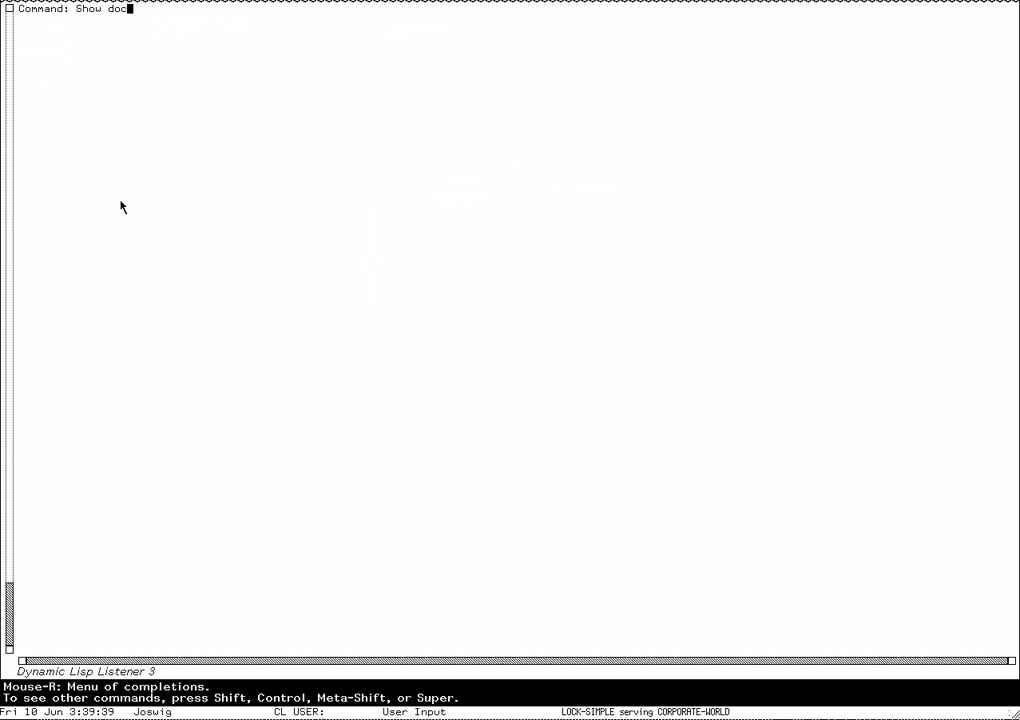 Command: Show doc
Dynamic Lisp Listener 3
Mouse-R: Menu of completions.
To see other commands, press Shift, Control, Meta-Shift, or Super.
Fri 10 Jun 3:39:39 Joswig CL USER: User Input LOCK-SIMPLE serving CORPORATE-WORLD